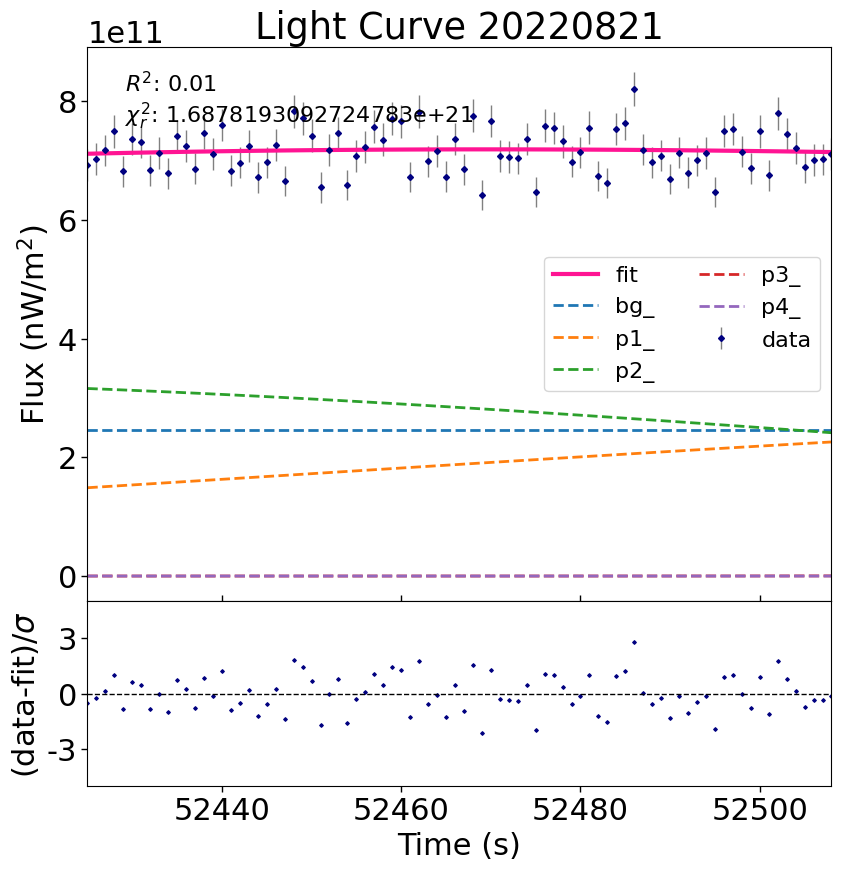 Light Curve 20220821
1e11
R²: 0.01
χ²ᵣ: 1.6878193092724783e+21
8
6
4
2
0
Flux (nW/m²)
fit
bg_
p1_
p2_
p3_
p4_
data
3
0
-3
(data-fit)/σ
52440 52460 52480 52500
Time (s)